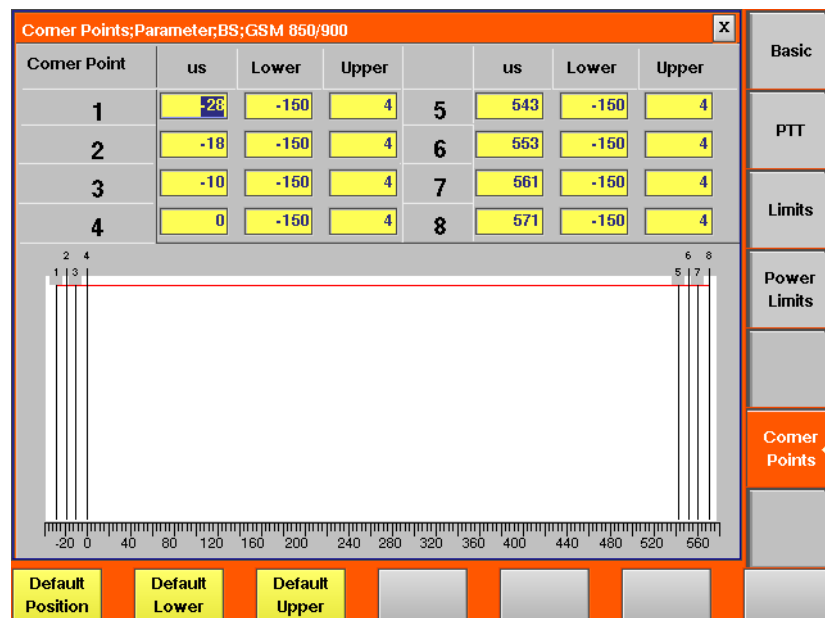 Corner Points;Parameter;BS;GSM 850/900 X
Corner Point us Lower Upper us Lower Upper
1 -28 -150 4 5 543 -150 4
2 -18 -150 4 6 553 -150 4
3 -10 -150 4 7 561 -150 4
4 0 -150 4 8 571 -150 4
2 4 6 8
1 3 5 7
-20 0 40 80 120 160 200 240 280 320 360 400 440 480 520 560
Basic
PTT
Limits
Power
Limits
Corner
Points
Default
Position
Default
Lower
Default
Upper